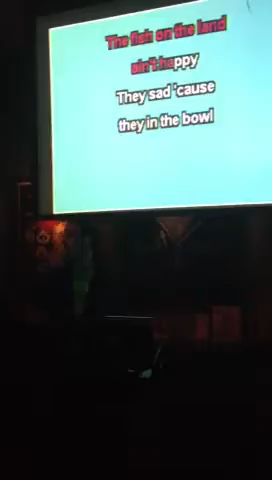 The fish on the land
ain't happy
They sad 'cause
they in the bowl